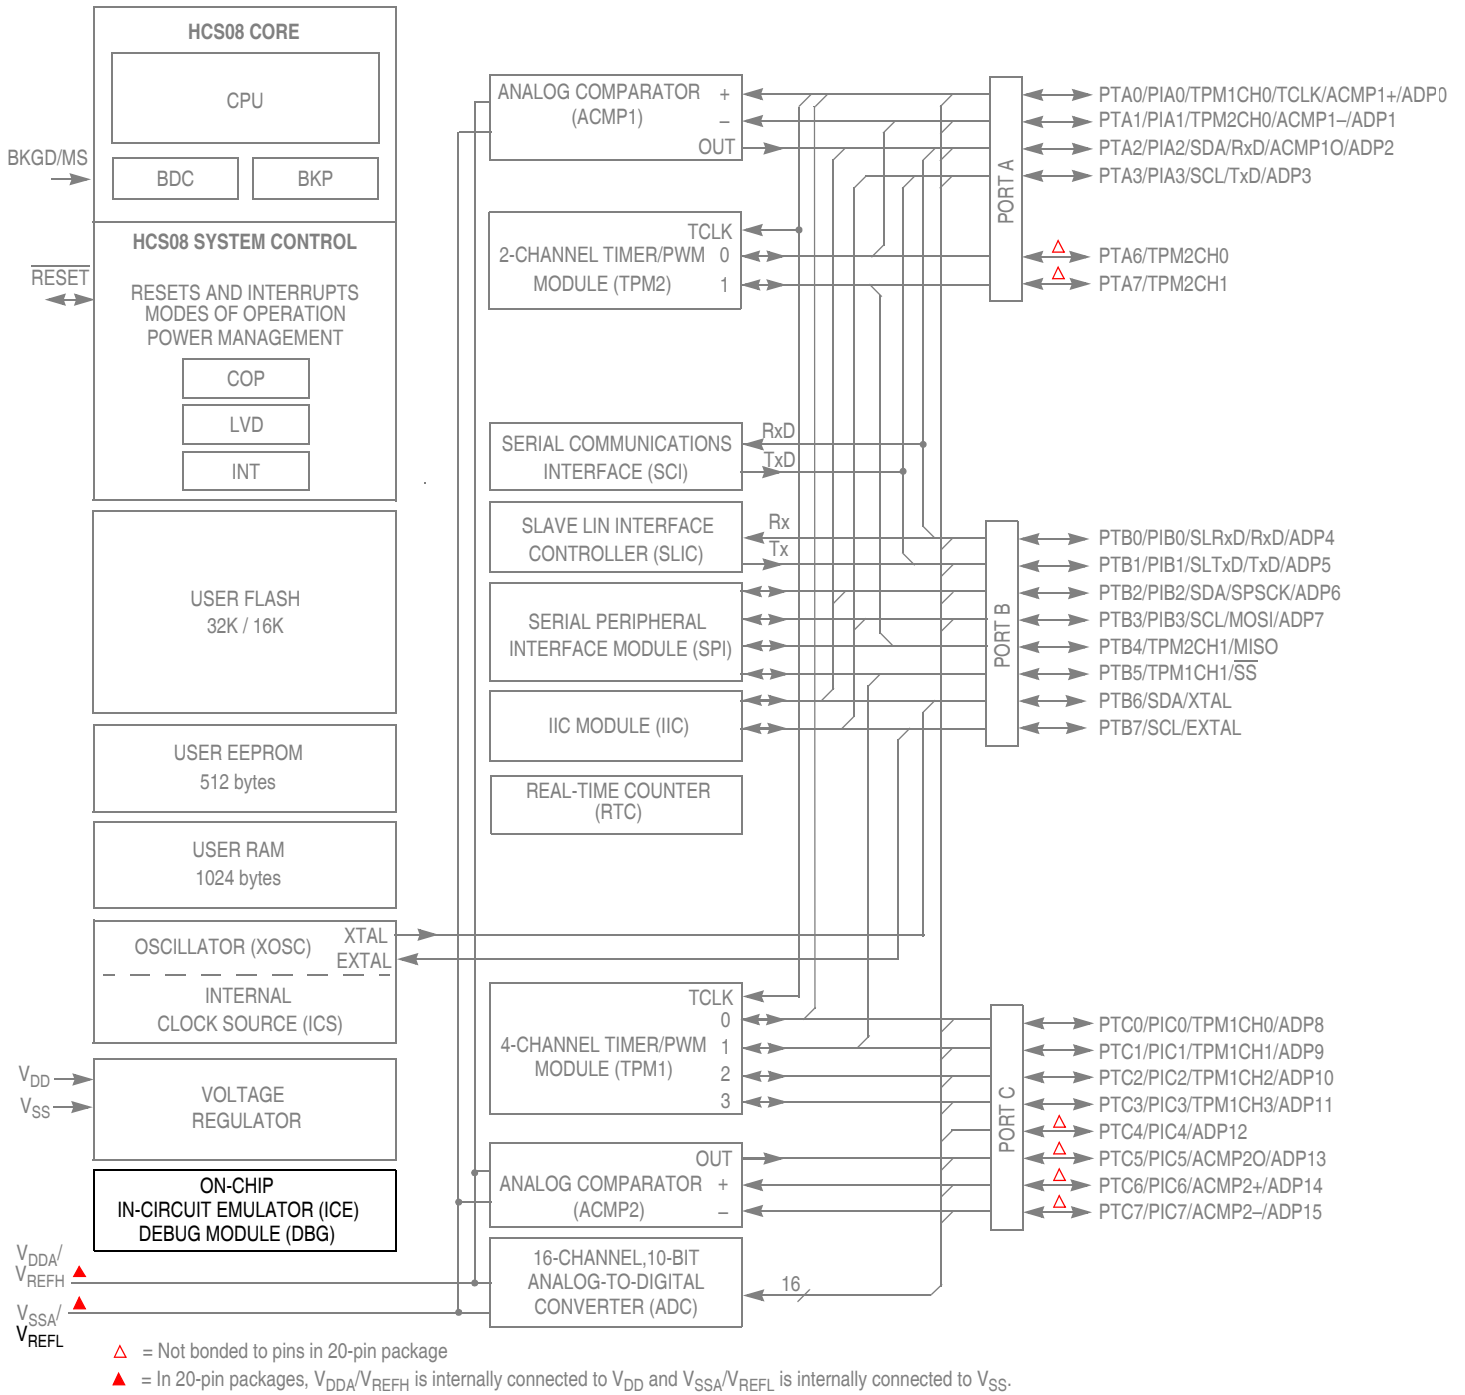 HCS08 CORE
CPU
BDC
BKP
BKGD/MS
HCS08 SYSTEM CONTROL
RESET
RESETS AND INTERRUPTS
MODES OF OPERATION
POWER MANAGEMENT
COP
LVD
INT
USER FLASH
32K / 16K
USER EEPROM
512 bytes
USER RAM
1024 bytes
OSCILLATOR (XOSC)
XTAL
EXTAL
INTERNAL
CLOCK SOURCE (ICS)
VDD
VSS
VOLTAGE
REGULATOR
ON-CHIP
IN-CIRCUIT EMULATOR (ICE)
DEBUG MODULE (DBG)
VDDA/
VREFH
VSSA/
VREFL
ANALOG COMPARATOR
(ACMP1)
+
–
OUT
TCLK
2-CHANNEL TIMER/PWM 0
MODULE (TPM2) 1
SERIAL COMMUNICATIONS
INTERFACE (SCI)
RxD
TxD
SLAVE LIN INTERFACE
CONTROLLER (SLIC)
Rx
Tx
SERIAL PERIPHERAL
INTERFACE MODULE (SPI)
IIC MODULE (IIC)
REAL-TIME COUNTER
(RTC)
TCLK
0
4-CHANNEL TIMER/PWM 1
MODULE (TPM1) 2
3
OUT
ANALOG COMPARATOR +
(ACMP2) –
16-CHANNEL,10-BIT
ANALOG-TO-DIGITAL
CONVERTER (ADC)
16
PORT A
PTA0/PIA0/TPM1CH0/TCLK/ACMP1+/ADP0
PTA1/PIA1/TPM2CH0/ACMP1–/ADP1
PTA2/PIA2/SDA/RxD/ACMP1O/ADP2
PTA3/PIA3/SCL/TxD/ADP3
PTA6/TPM2CH0
PTA7/TPM2CH1
PORT B
PTB0/PIB0/SLRxD/RxD/ADP4
PTB1/PIB1/SLTxD/TxD/ADP5
PTB2/PIB2/SDA/SPSCK/ADP6
PTB3/PIB3/SCL/MOSI/ADP7
PTB4/TPM2CH1/MISO
PTB5/TPM1CH1/SS
PTB6/SDA/XTAL
PTB7/SCL/EXTAL
PORT C
PTC0/PIC0/TPM1CH0/ADP8
PTC1/PIC1/TPM1CH1/ADP9
PTC2/PIC2/TPM1CH2/ADP10
PTC3/PIC3/TPM1CH3/ADP11
PTC4/PIC4/ADP12
PTC5/PIC5/ACMP2O/ADP13
PTC6/PIC6/ACMP2+/ADP14
PTC7/PIC7/ACMP2–/ADP15
△ = Not bonded to pins in 20-pin package
▲ = In 20-pin packages, VDDA/VREFH is internally connected to VDD and VSSA/VREFL is internally connected to VSS.